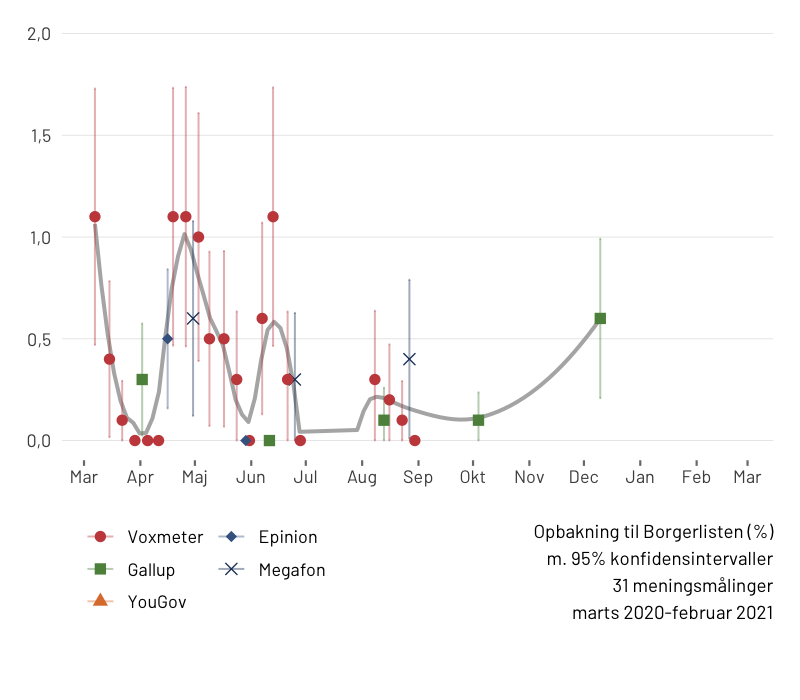 2,0
1,5
1,0
0,5
0,0
Mar Apr Maj Jun Jul Aug Sep Okt Nov Dec Jan Feb Mar
Voxmeter Epinion
Gallup Megafon
YouGov
Opbakning til Borgerlisten (%)
m. 95% konfidensintervaller
31 meningsmålinger
marts 2020-februar 2021